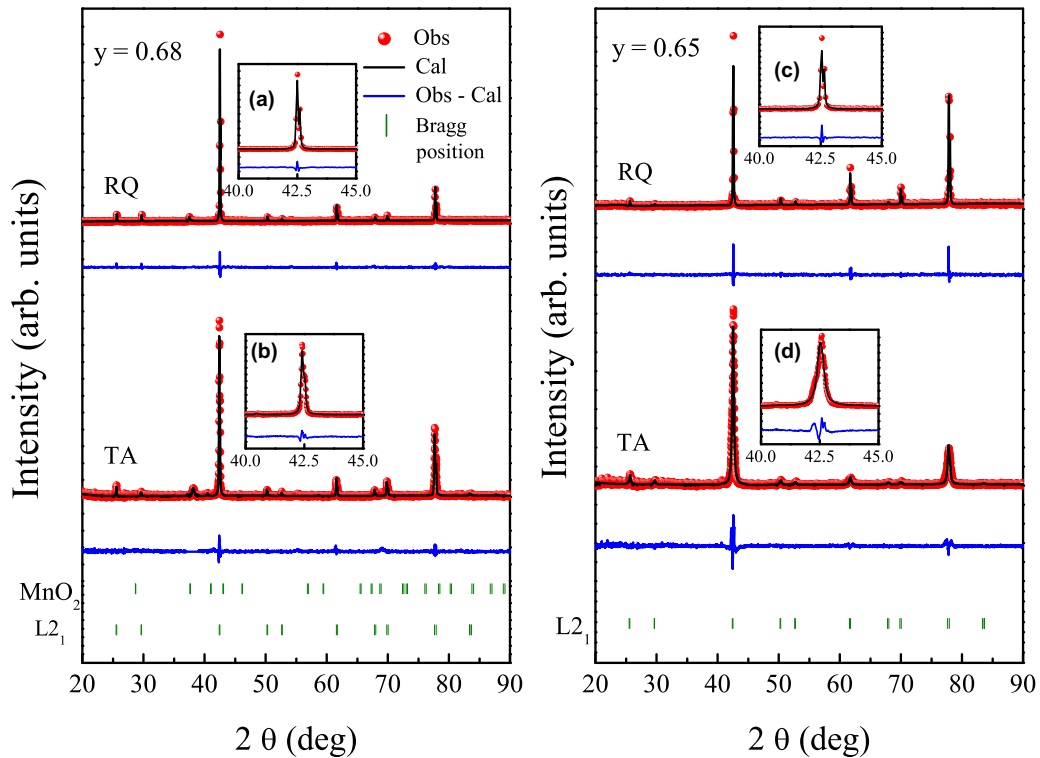 y = 0.68
Obs
Cal
Obs - Cal
Bragg
position
(a)
40.0 42.5 45.0
RQ
(b)
40.0 42.5 45.0
TA
MnO₂
L2₁
Intensity (arb. units)
20 30 40 50 60 70 80 90
2 θ (deg)
y = 0.65
(c)
40.0 42.5 45.0
RQ
(d)
40.0 42.5 45.0
TA
L2₁
Intensity (arb. units)
20 30 40 50 60 70 80 90
2 θ (deg)